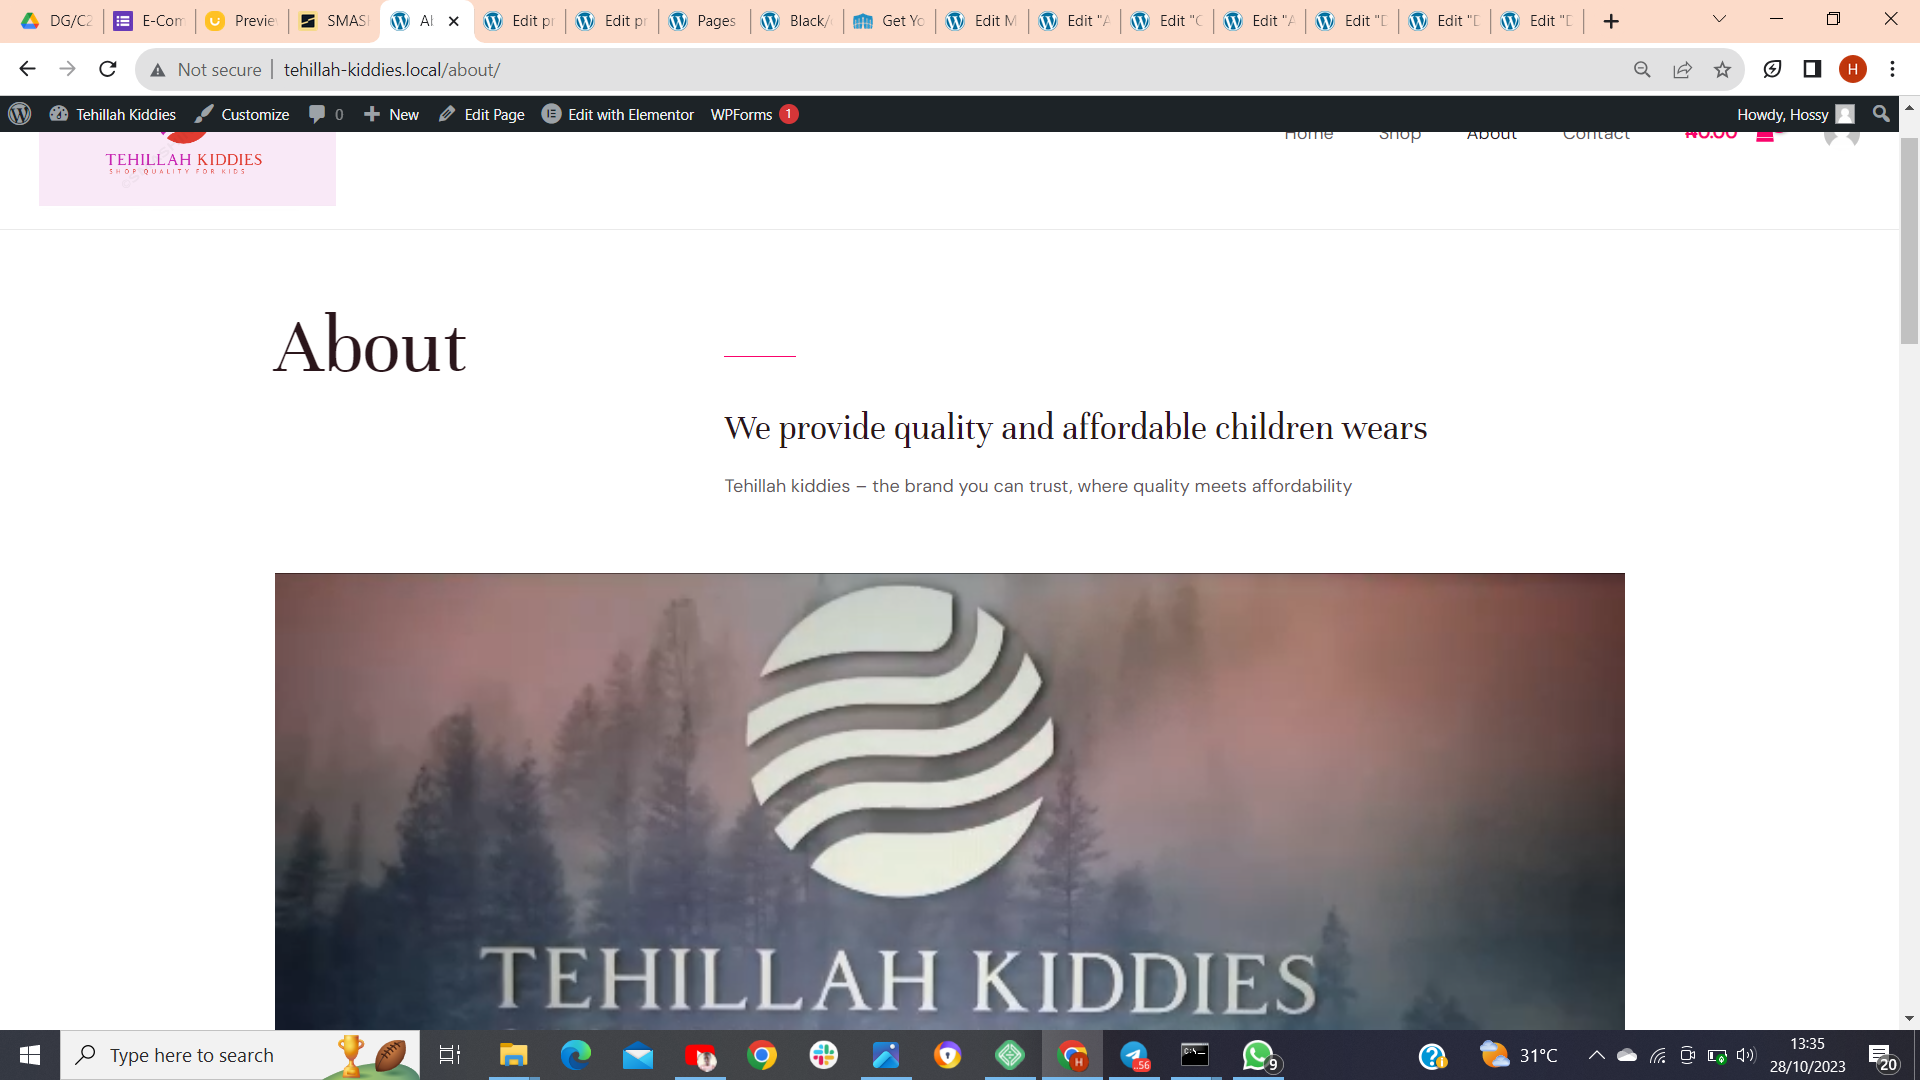 DG/C2
E-Com
Previe
SMAS
Al
Edit pr
Edit pr
Pages
Black/
Get Yo
Edit M
Edit "A
Edit "C
Edit "A
Edit "D
Edit "D
Edit "D
Not secure
tehillah-kiddies.local/about/
H
Tehillah Kiddies
Customize
0
New
Edit Page
Edit with Elementor
WPForms
1
Howdy, Hossy
TEHILLAH KIDDIES
SHOP QUALITY FOR KIDS
Home
Shop
About
Contact
₦0.00
About
We provide quality and affordable children wears
Tehillah kiddies – the brand you can trust, where quality meets affordability
TEHILLAH KIDDIES
Type here to search
H
..56
9
31°C
13:35
28/10/2023
20